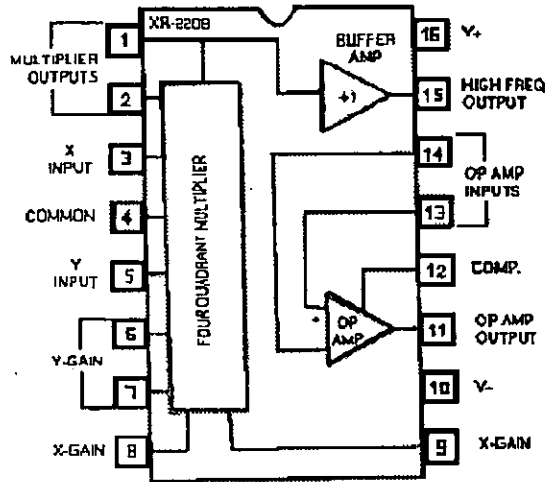 XR-2208
1
MULTIPLIER
OUTPUTS
2
X
INPUT
3
COMMON
4
Y
INPUT
5
6
Y-GAIN
7
X-GAIN
8
FOUR QUADRANT MULTIPLIER
BUFFER
AMP
+1
OP
AMP
+
16
Y+
15
HIGH FREQ
OUTPUT
14
OP AMP
INPUTS
13
12
COMP.
11
OP AMP
OUTPUT
10
V-
9
X-GAIN